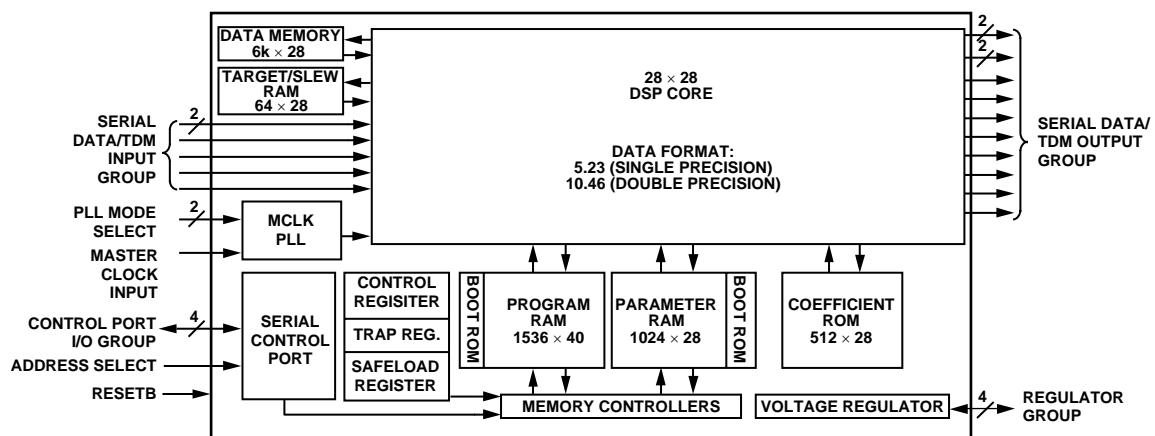 DATA MEMORY
6k × 28
TARGET/SLEW
RAM
64 × 28
28 × 28
DSP CORE
DATA FORMAT:
5.23 (SINGLE PRECISION)
10.46 (DOUBLE PRECISION)
2
2
SERIAL DATA/
TDM OUTPUT
GROUP
2
SERIAL
DATA/TDM
INPUT
GROUP
2
PLL MODE
SELECT
MASTER
CLOCK
INPUT
MCLK
PLL
4
CONTROL PORT
I/O GROUP
ADDRESS SELECT
RESETB
SERIAL
CONTROL
PORT
CONTROL
REGISITER
TRAP REG.
SAFELOAD
REGISTER
BOOT ROM
PROGRAM
RAM
1536 × 40
PARAMETER
RAM
1024 × 28
BOOT ROM
COEFFICIENT
ROM
512 × 28
MEMORY CONTROLLERS
VOLTAGE REGULATOR
4
REGULATOR
GROUP